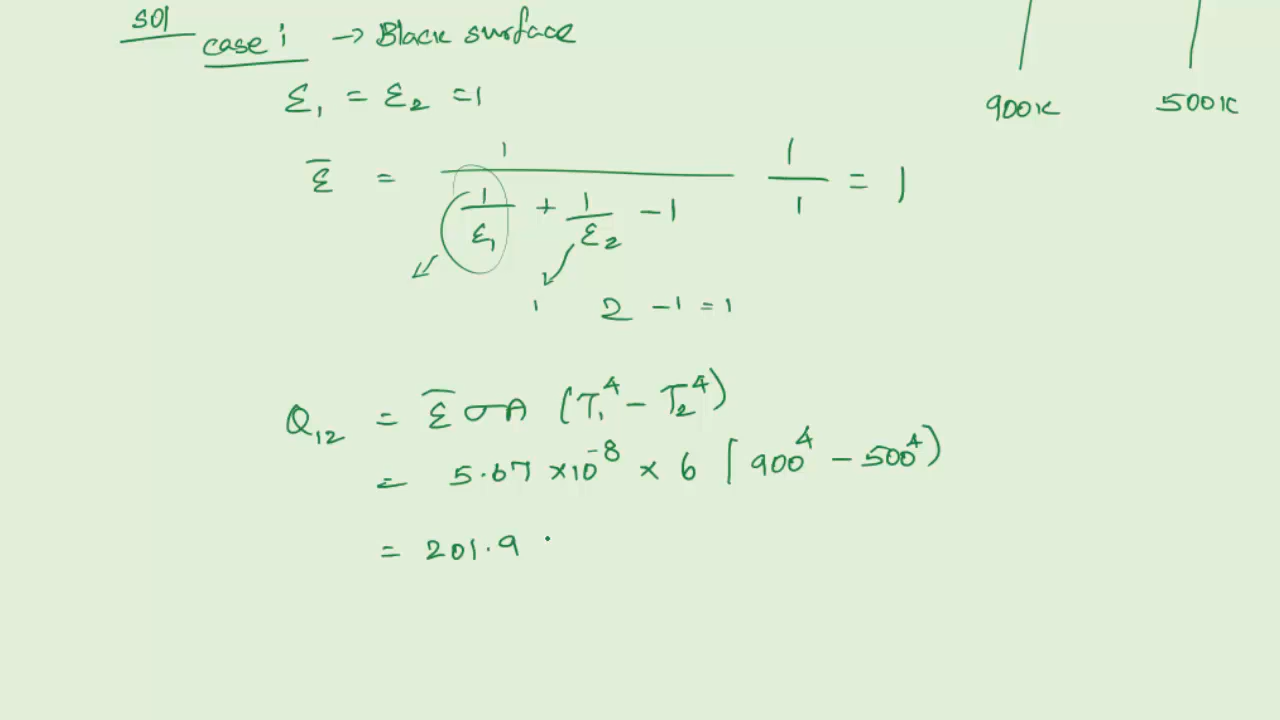 sol
case i → Black surface
ε₁ = ε₂ = 1
900K 500K
ε̅ = 1 / (1/ε₁ + 1/ε₂ - 1) 1/1 = 1
1 2 - 1 = 1
Q₁₂ = ε̅ σA (T₁⁴ - T₂⁴)
= 5.67 × 10⁻⁸ × 6 [900⁴ - 500⁴)
= 201.9